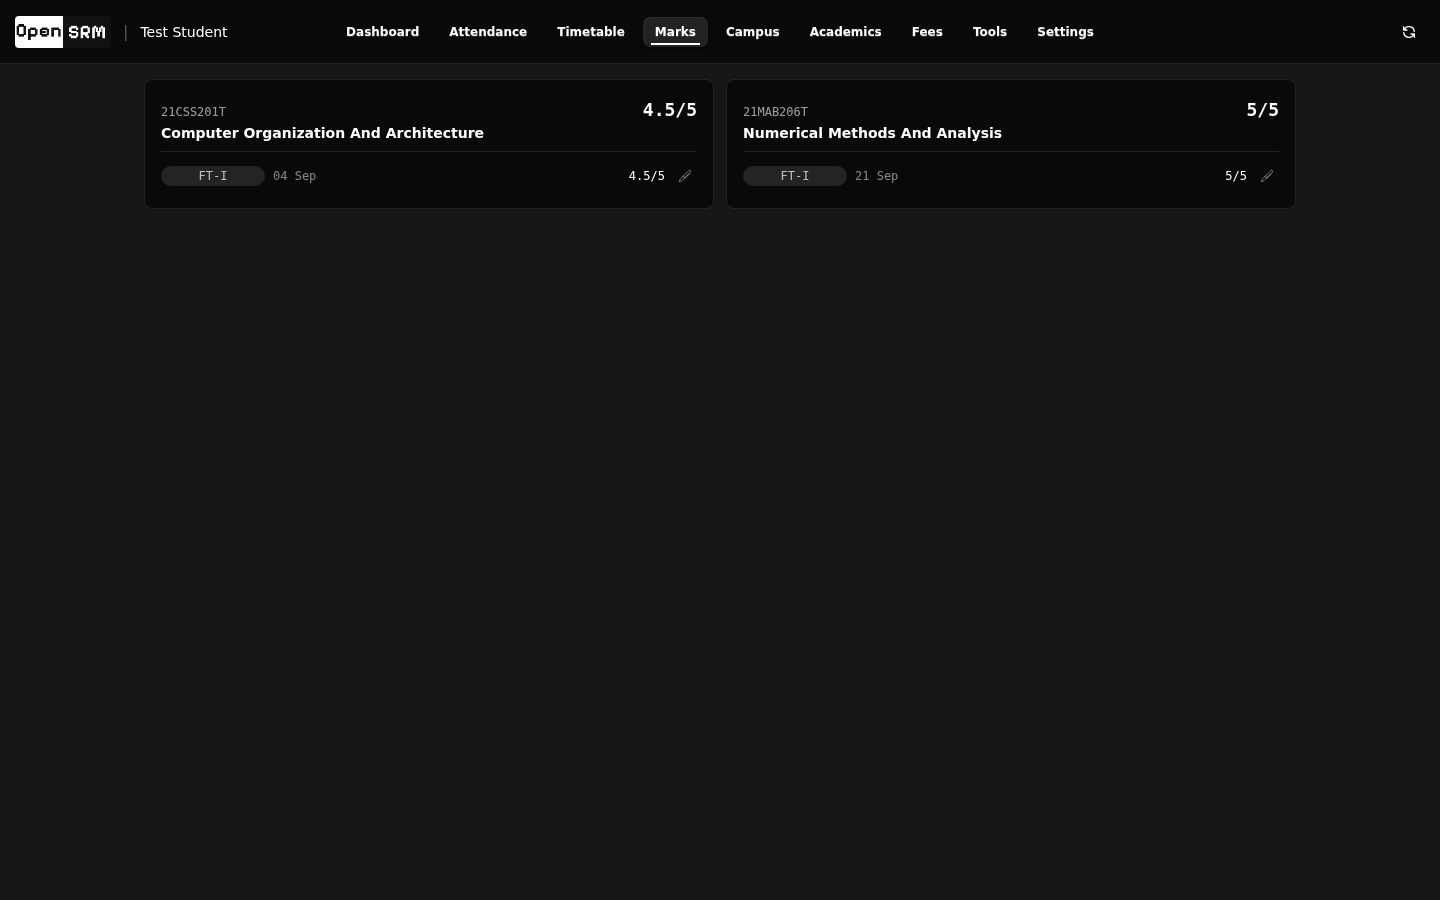 Open SRM | Test Student Dashboard Attendance Timetable Marks Campus Academics Fees Tools Settings
21CSS201T 4.5/5
Computer Organization And Architecture
FT-I 04 Sep 4.5/5
21MAB206T 5/5
Numerical Methods And Analysis
FT-I 21 Sep 5/5